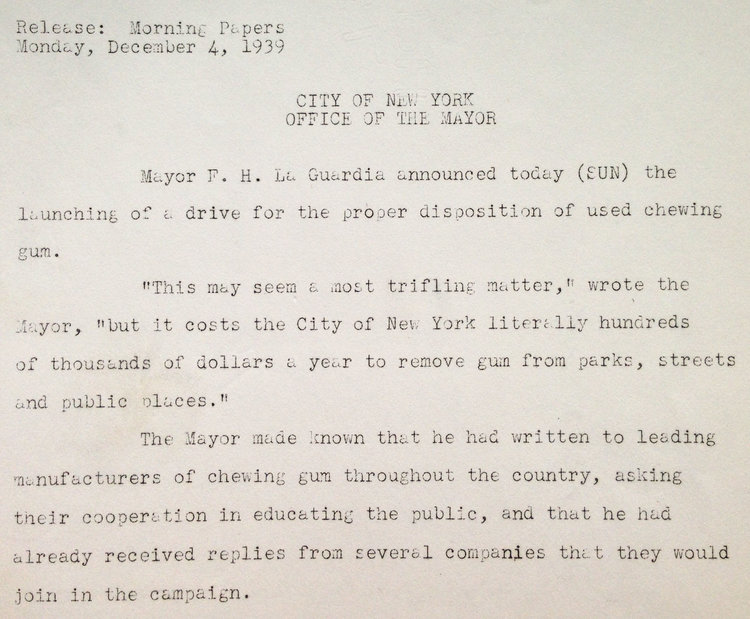 Release: Morning Papers
Monday, December 4, 1939
CITY OF NEW YORK
OFFICE OF THE MAYOR
Mayor F. H. La Guardia announced today (SUN) the
launching of a drive for the proper disposition of used chewing
gum.
"This may seem a most trifling matter," wrote the
Mayor, "but it costs the City of New York literally hundreds
of thousands of dollars a year to remove gum from parks, streets
and public places."
The Mayor made known that he had written to leading
manufacturers of chewing gum throughout the country, asking
their cooperation in educating the public, and that he had
already received replies from several companies that they would
join in the campaign.